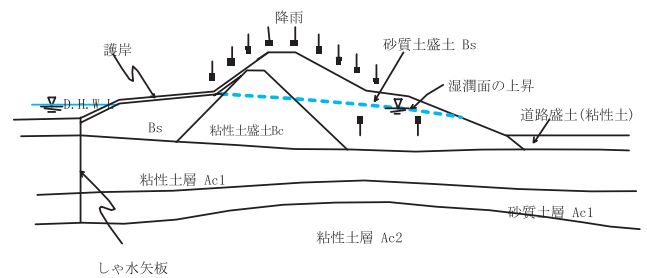 降雨
護岸
砂質土盛土 Bs
湿潤面の上昇
D.H.W.L
道路盛土(粘性土)
Bs
粘性土盛土Bc
粘性土層 Ac1
砂質土層 Ac1
粘性土層 Ac2
しゃ水矢板